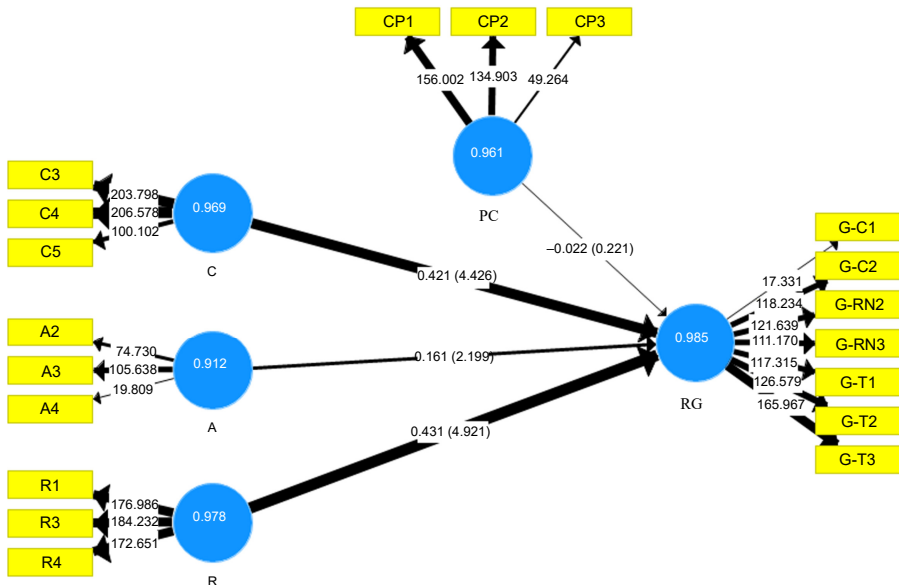 CP1 CP2 CP3
156.002 134.903 49.264
0.961
PC
C3
C4
C5
203.798
206.578
100.102
0.969
C
0.421 (4.426)
–0.022 (0.221)
A2
A3
A4
74.730
105.638
19.809
0.912
A
0.161 (2.199)
R1
R3
R4
176.986
184.232
172.651
0.978
R
0.431 (4.921)
0.985
RG
17.331
118.234
121.639
111.170
117.315
126.579
165.967
G-C1
G-C2
G-RN2
G-RN3
G-T1
G-T2
G-T3